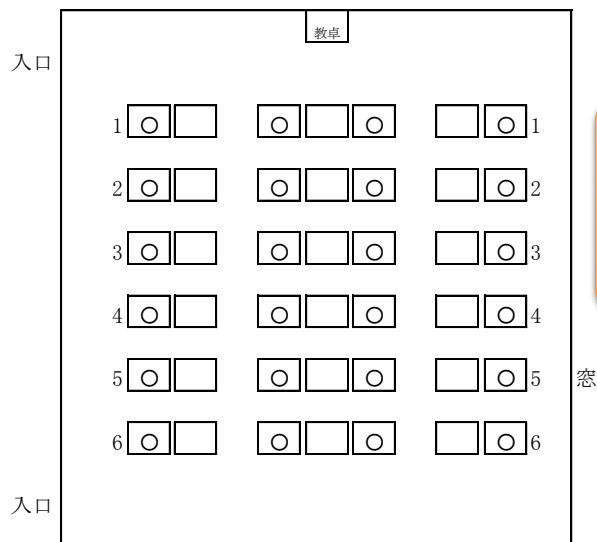 教卓
入口
1 ○ ○ ○ ○ 1
2 ○ ○ ○ ○ 2
3 ○ ○ ○ ○ 3
4 ○ ○ ○ ○ 4
5 ○ ○ ○ ○ 5
窓
6 ○ ○ ○ ○ 6
入口